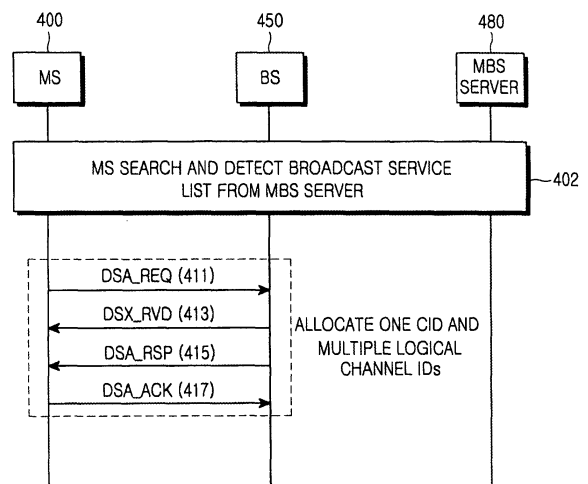 400
450
480
MS
BS
MBS
SERVER
MS SEARCH AND DETECT BROADCAST SERVICE
LIST FROM MBS SERVER
402
DSA_REQ (411)
DSX_RVD (413)
DSA_RSP (415)
DSA_ACK (417)
ALLOCATE ONE CID AND
MULTIPLE LOGICAL
CHANNEL IDs